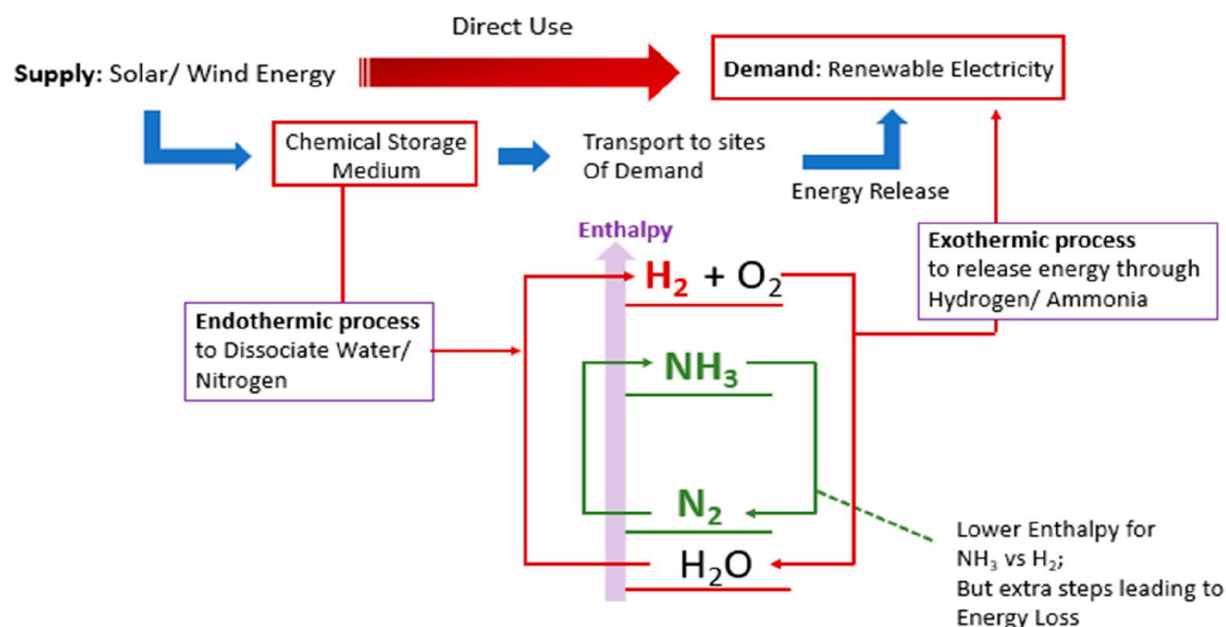 Direct Use
Supply: Solar/ Wind Energy
Demand: Renewable Electricity
Chemical Storage
Medium
Transport to sites
Of Demand
Energy Release
Enthalpy
H₂ + O₂
Exothermic process
to release energy through
Hydrogen/ Ammonia
Endothermic process
to Dissociate Water/
Nitrogen
NH₃
N₂
H₂O
Lower Enthalpy for
NH₃ vs H₂;
But extra steps leading to
Energy Loss